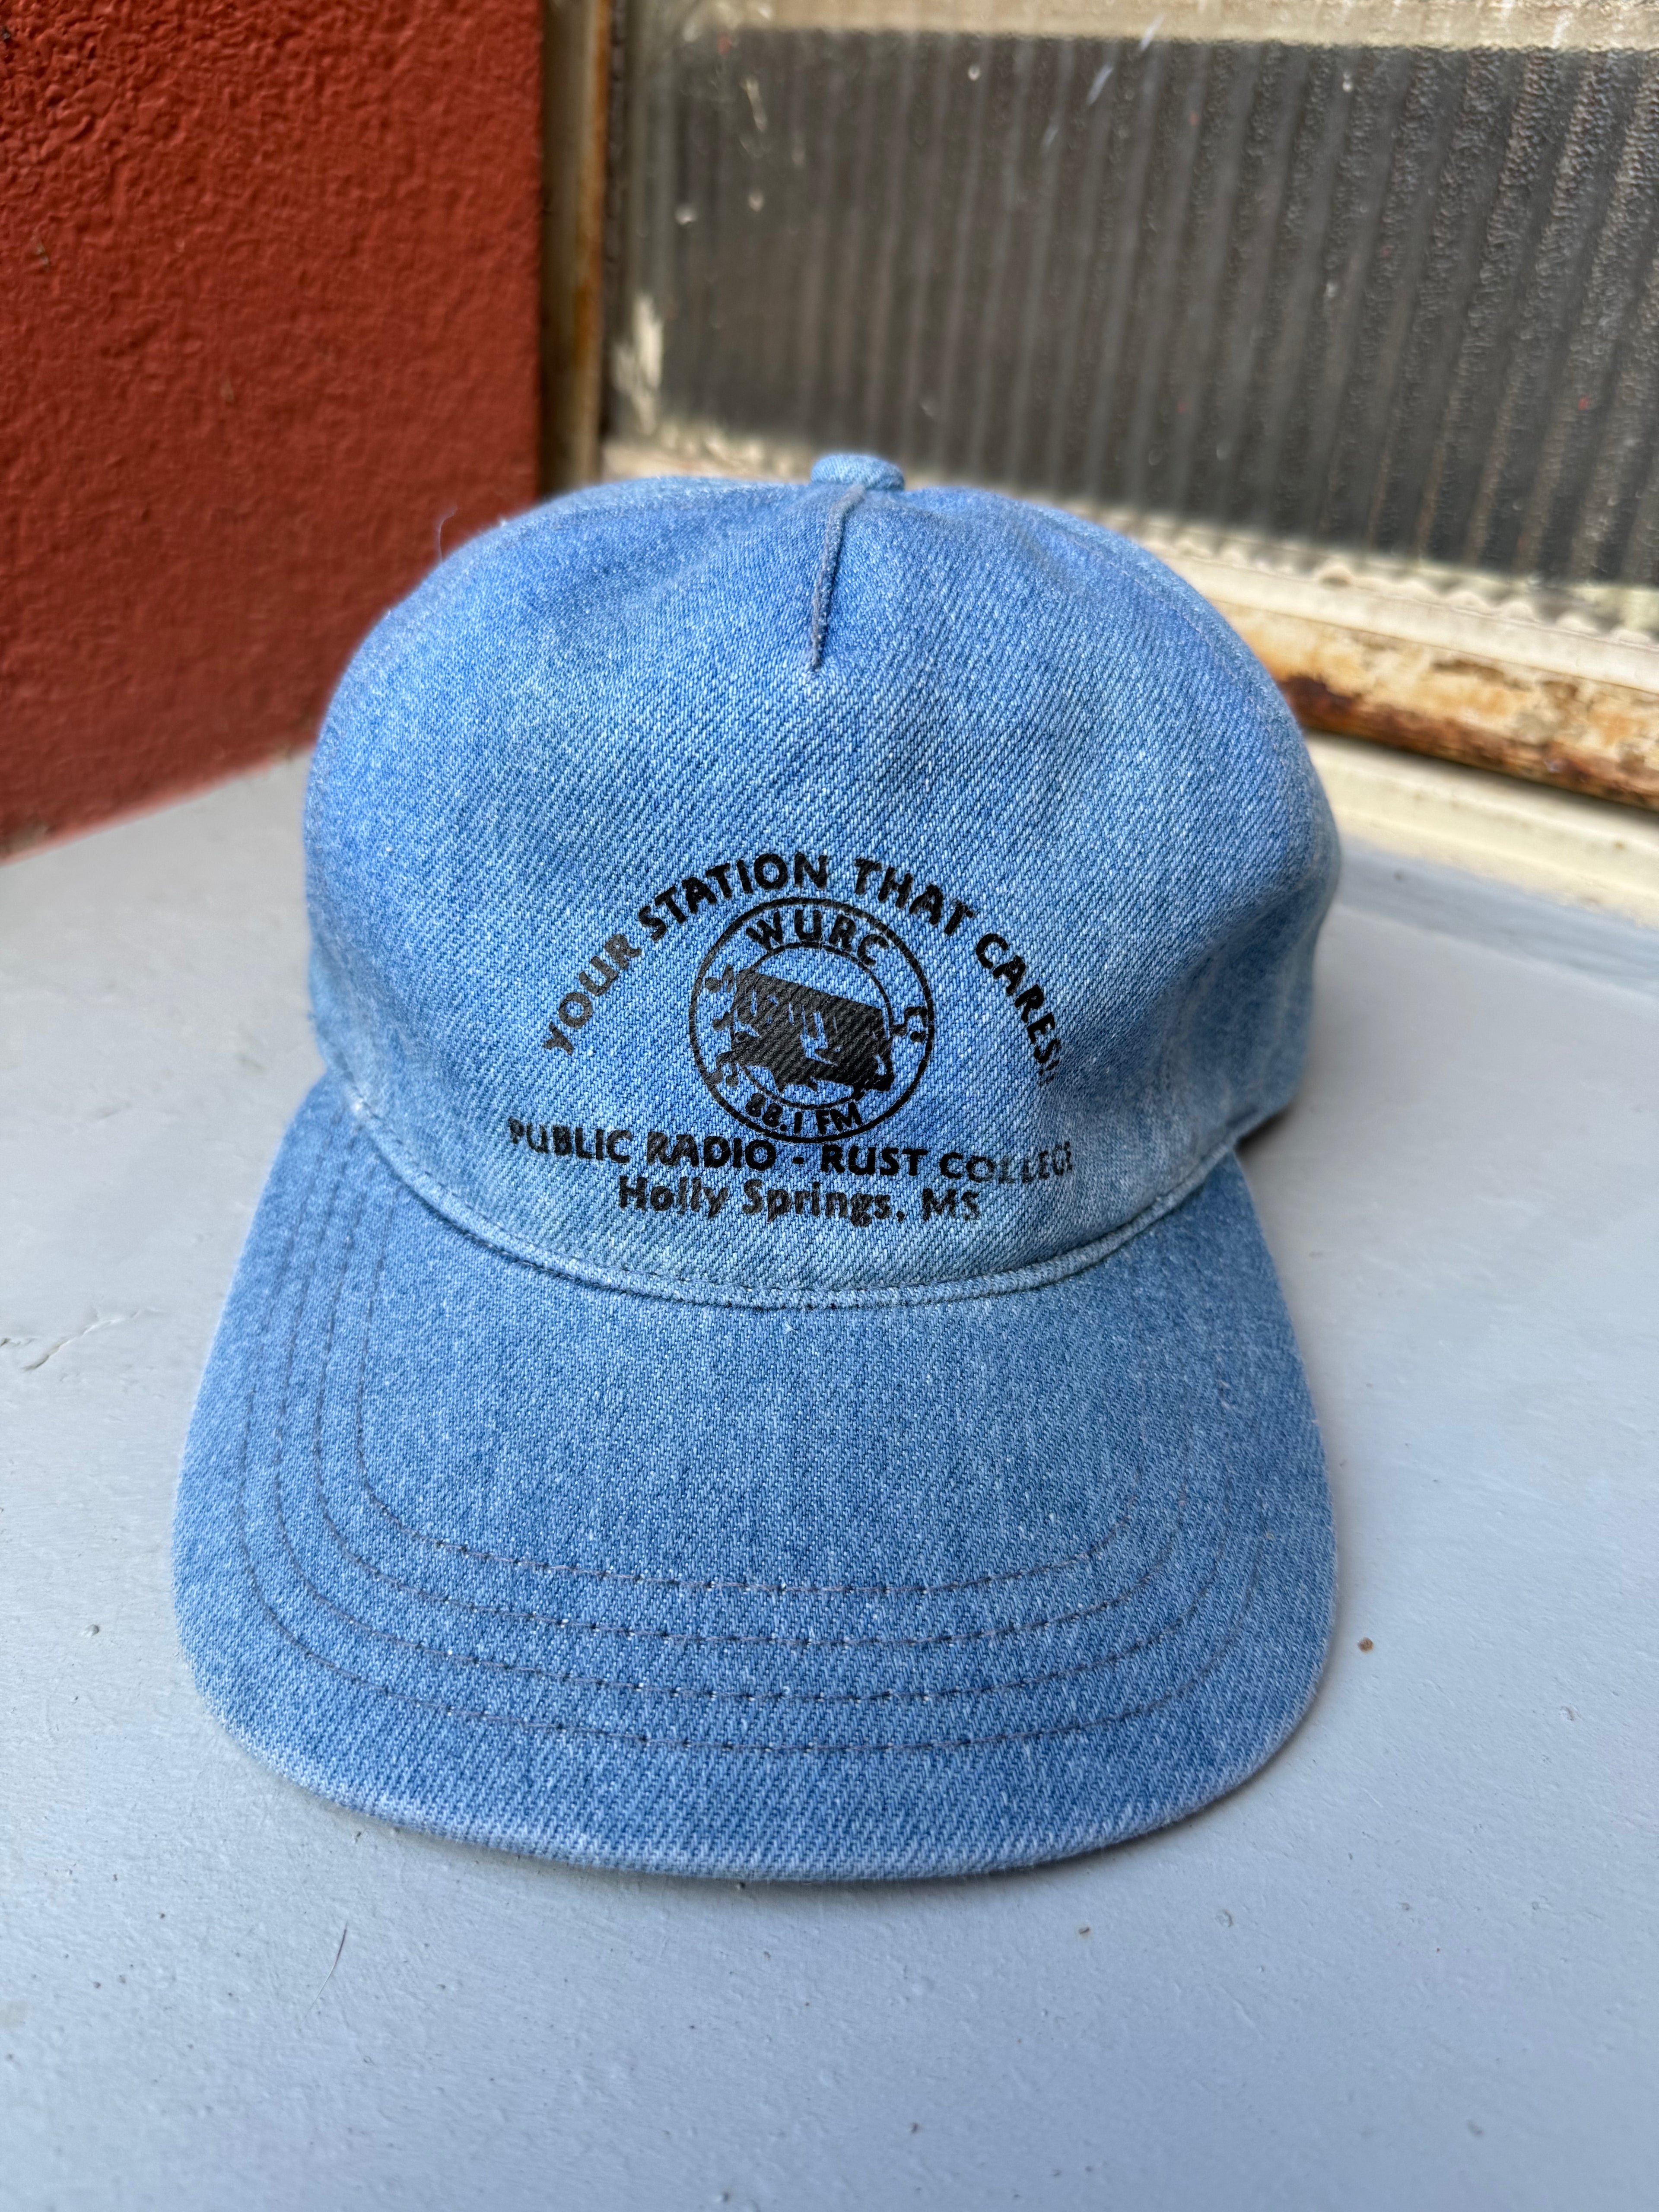 YOUR STATION THAT CARES!
WURC
88.1 FM
PUBLIC RADIO - RUST COLLEGE
Holly Springs, MS